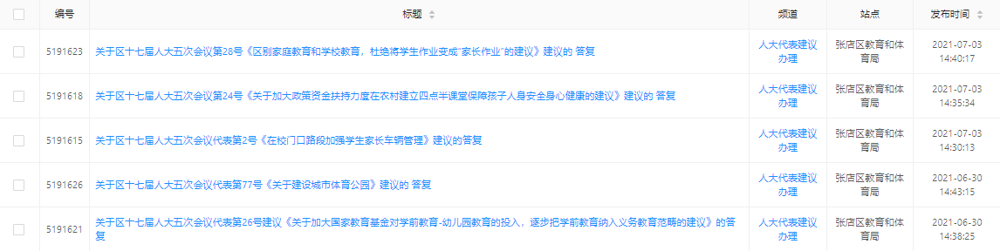 编号 标题 频道 站点 发布时间
5191623 关于区十七届人大五次会议第28号《区别家庭教育和学校教育，杜绝将学生作业变成“家长作业”的建议》建议的 答复 人大代表建议 张店区教育和体 2021-07-03
办理 育局 14:40:17
5191618 关于区十七届人大五次会议第24号《关于加大政策资金扶持力度在农村建立四点半课堂保障孩子人身安全身心健康的建议》建议的 答复 人大代表建议 张店区教育和体 2021-07-03
办理 育局 14:35:34
5191615 关于区十七届人大五次会议代表第2号《在校门口路段加强学生家长车辆管理》建议的答复 人大代表建议 张店区教育和体 2021-07-03
办理 育局 14:30:13
5191626 关于区十七届人大五次会议代表第77号《关于建设城市体育公园》建议的 答复 人大代表建议 张店区教育和体 2021-06-30
办理 育局 14:43:15
5191621 关于区十七届人大五次会议代表第26号建议《关于加大国家教育基金对学前教育-幼儿园教育的投入，逐步把学前教育纳入义务教育范畴的建议》的答 人大代表建议 张店区教育和体 2021-06-30
复 办理 育局 14:38:25